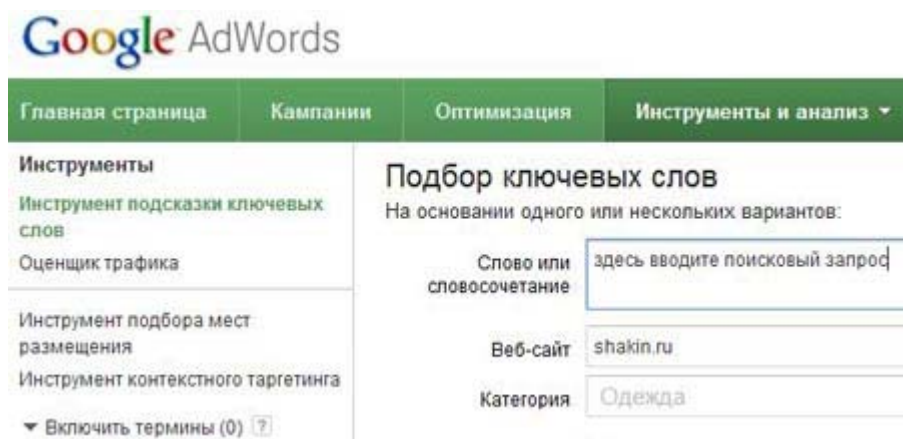 Google AdWords
Главная страница
Кампании
Оптимизация
Инструменты и анализ
Инструменты
Инструмент подсказки ключевых
слов
Оценщик трафика
Инструмент подбора мест
размещения
Инструмент контекстного таргетинга
Включить термины (0) ?
Подбор ключевых слов
На основании одного или нескольких вариантов:
Слово или
словосочетание
здесь вводите поисковый запрос
Веб-сайт
shakin.ru
Категория
Одежда